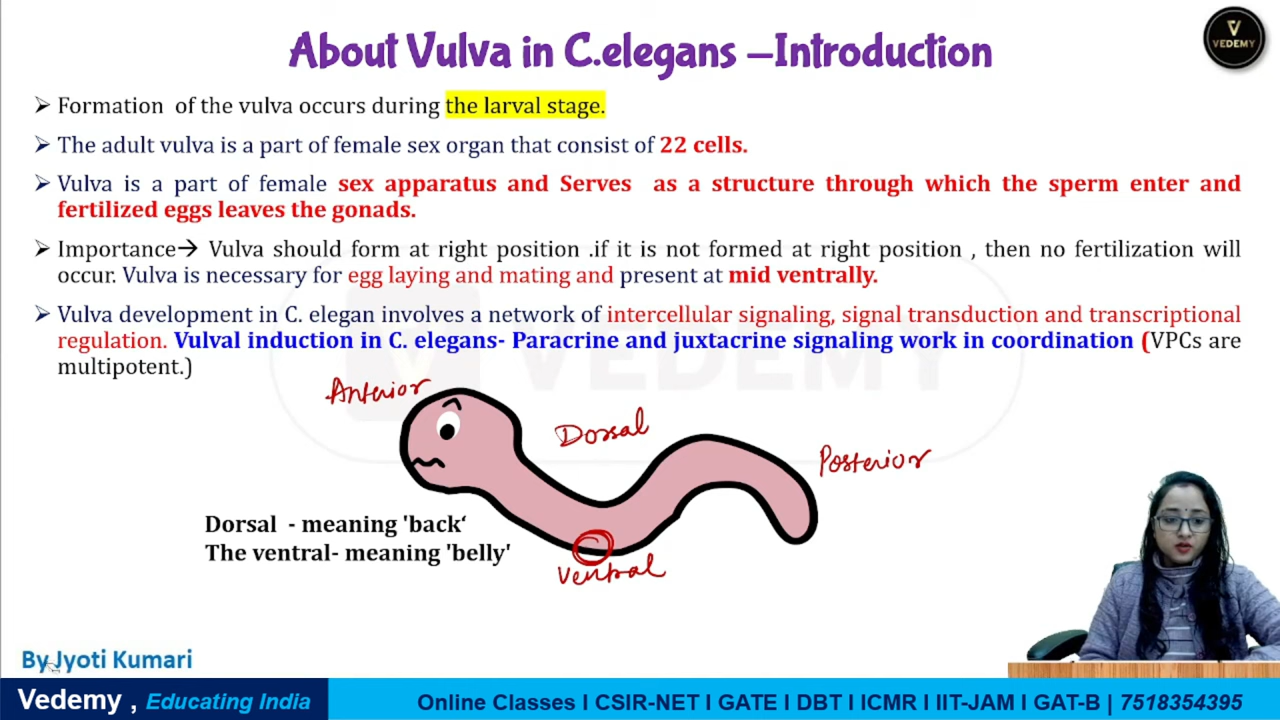 About Vulva in C.elegans –Introduction
VEDEMY
➢ Formation of the vulva occurs during the larval stage.
➢ The adult vulva is a part of female sex organ that consist of 22 cells.
➢ Vulva is a part of female sex apparatus and Serves as a structure through which the sperm enter and
fertilized eggs leaves the gonads.
➢ Importance→ Vulva should form at right position .if it is not formed at right position , then no fertilization will
occur. Vulva is necessary for egg laying and mating and present at mid ventrally.
➢ Vulva development in C. elegan involves a network of intercellular signaling, signal transduction and transcriptional
regulation. Vulval induction in C. elegans- Paracrine and juxtacrine signaling work in coordination (VPCs are
multipotent.)
VEDEMY
Anterior
Dorsal
Posterior
Dorsal - meaning 'back‘
The ventral- meaning 'belly'
Ventral
By Jyoti Kumari
Vedemy , Educating India
Online Classes I CSIR-NET I GATE I DBT I ICMR I IIT-JAM I GAT-B | 7518354395